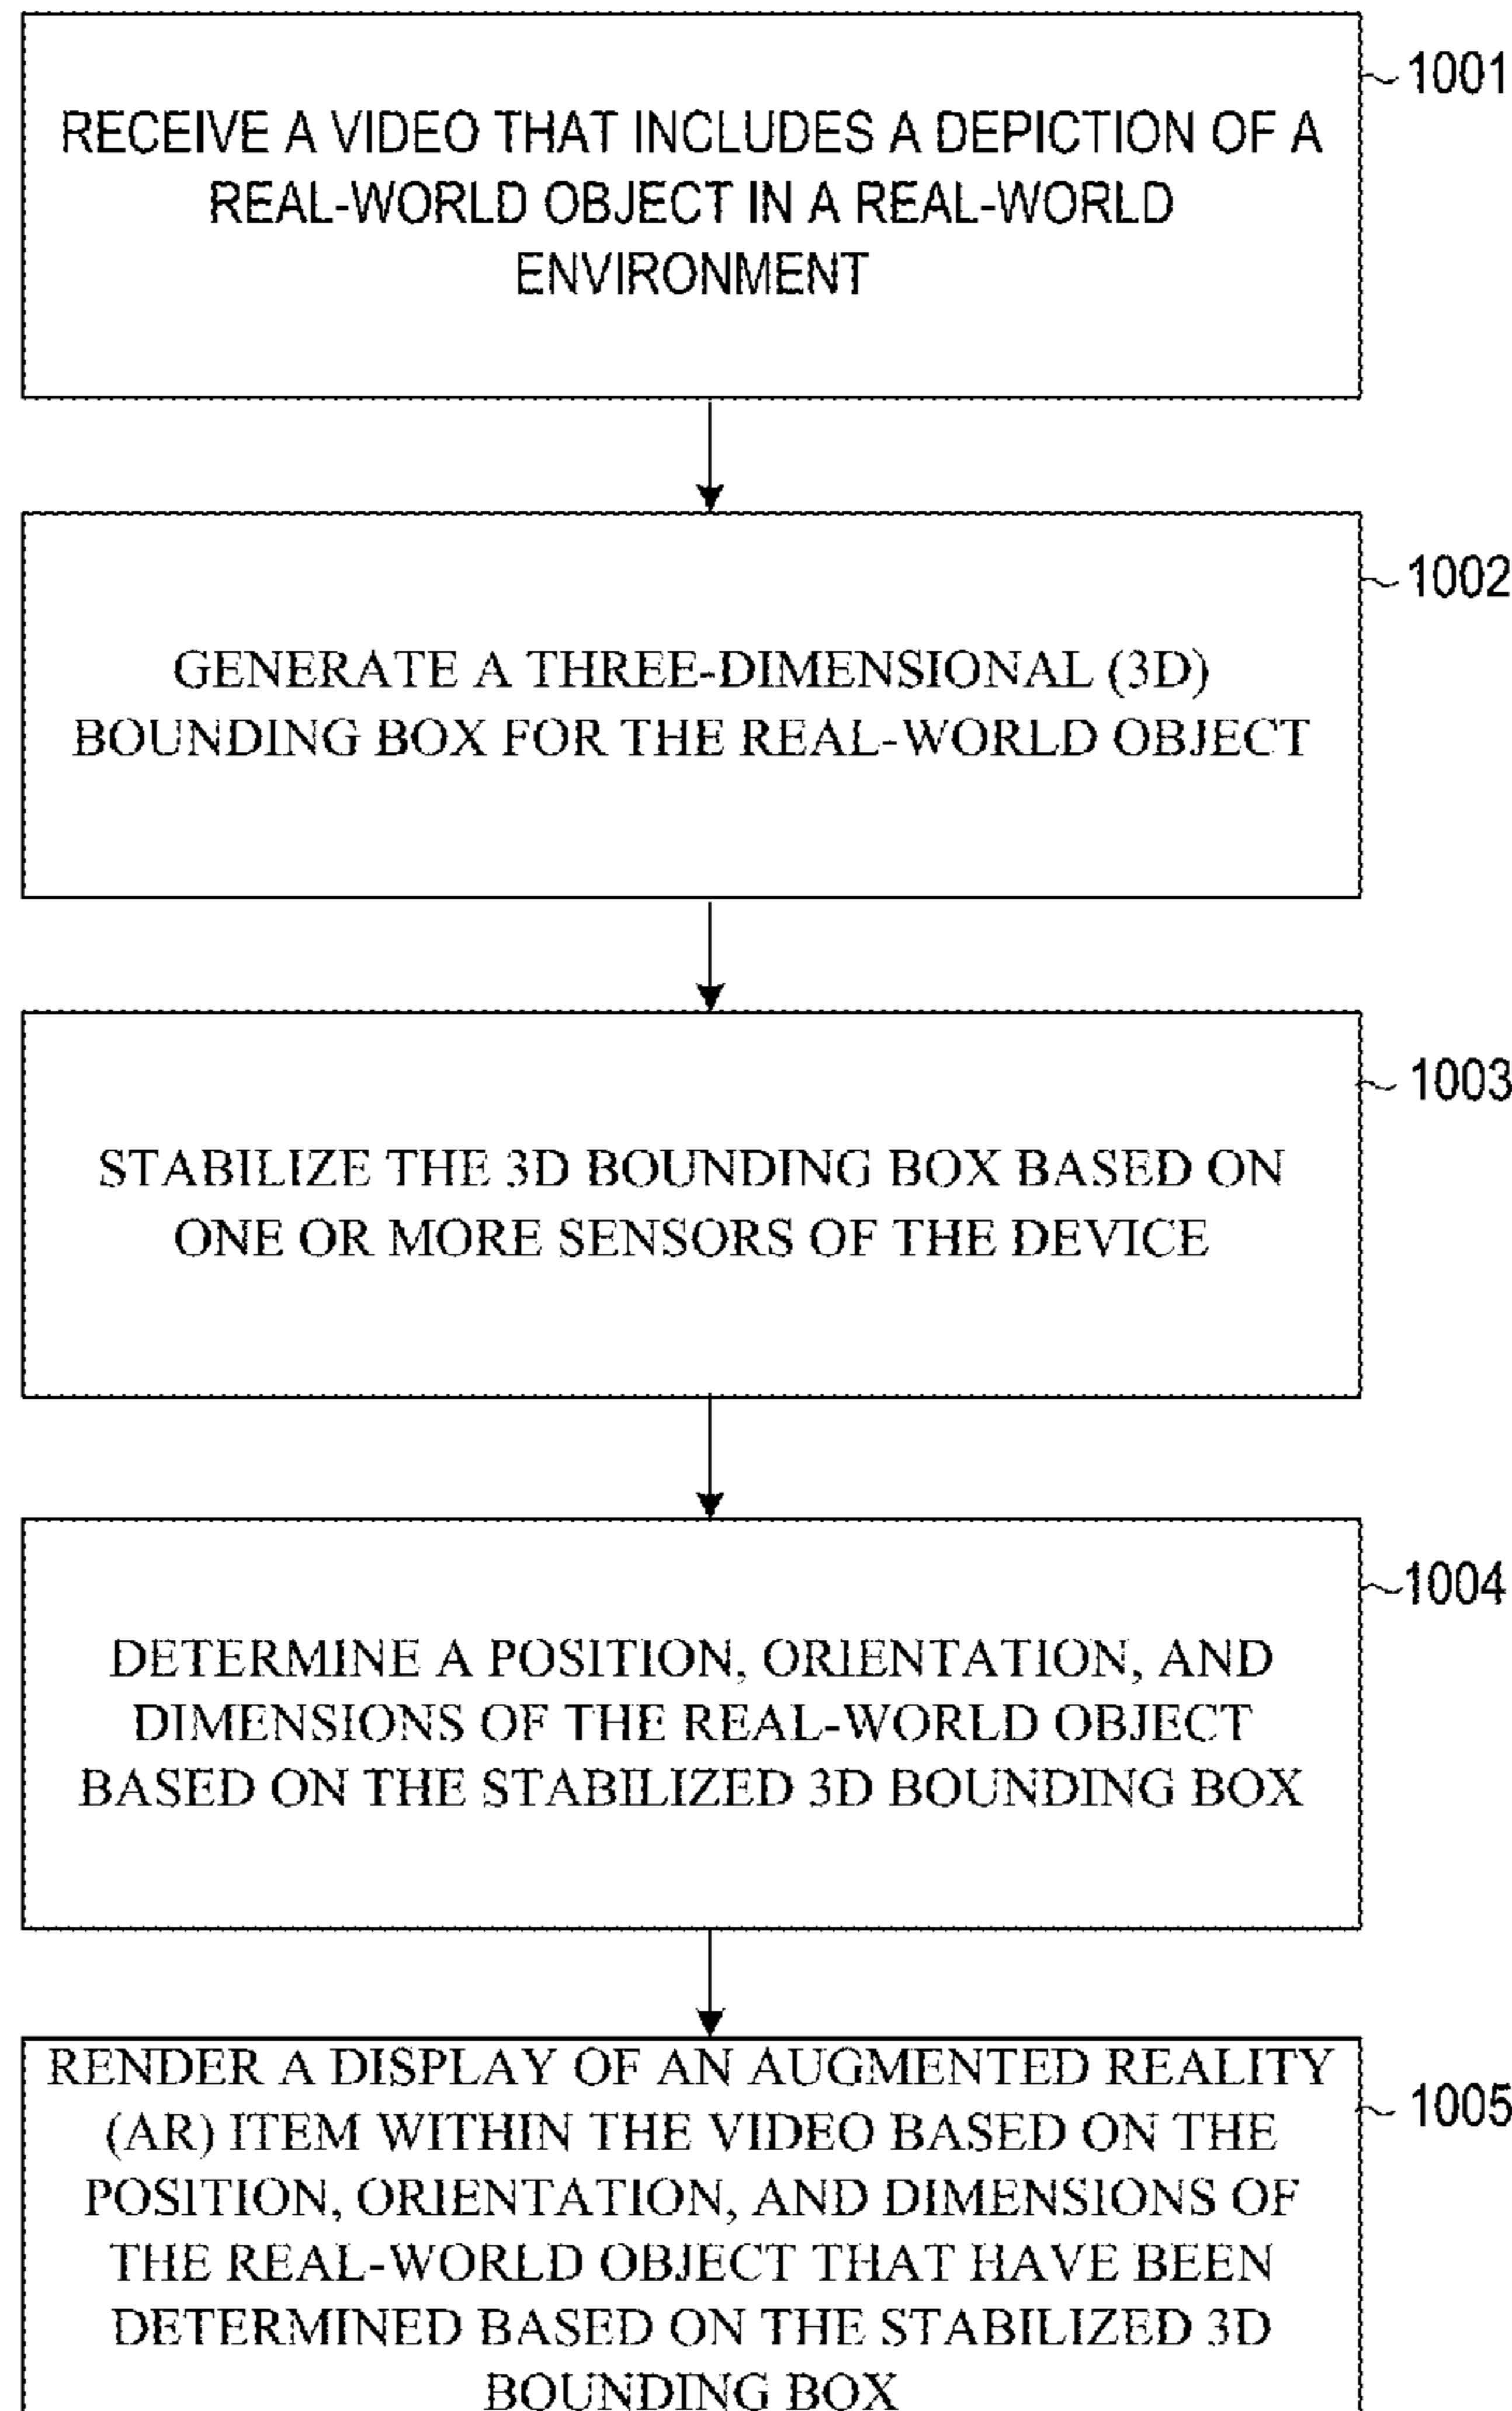 1001
RECEIVE A VIDEO THAT INCLUDES A DEPICTION OF A
REAL-WORLD OBJECT IN A REAL-WORLD
ENVIRONMENT
1002
GENERATE A THREE-DIMENSIONAL (3D)
BOUNDING BOX FOR THE REAL-WORLD OBJECT
1003
STABILIZE THE 3D BOUNDING BOX BASED ON
ONE OR MORE SENSORS OF THE DEVICE
1004
DETERMINE A POSITION, ORIENTATION, AND
DIMENSIONS OF THE REAL-WORLD OBJECT
BASED ON THE STABILIZED 3D BOUNDING BOX
1005
RENDER A DISPLAY OF AN AUGMENTED REALITY
(AR) ITEM WITHIN THE VIDEO BASED ON THE
POSITION, ORIENTATION, AND DIMENSIONS OF
THE REAL-WORLD OBJECT THAT HAVE BEEN
DETERMINED BASED ON THE STABILIZED 3D
BOUNDING BOX